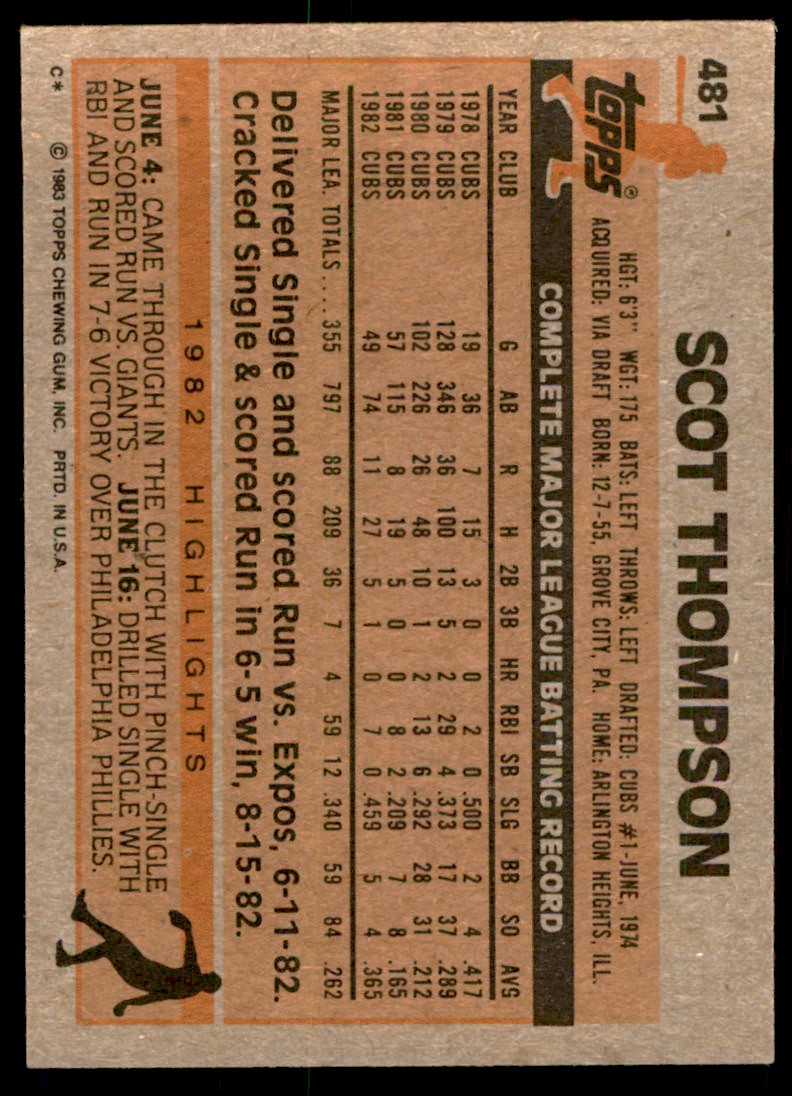 481
SCOT THOMPSON
TOPPS®
HGT: 6'3" WGT: 175 BATS: LEFT THROWS: LEFT DRAFTED: CUBS #1-JUNE, 1974
ACQUIRED: VIA DRAFT BORN: 12-7-55, GROVE CITY, PA. HOME: ARLINGTON HEIGHTS, ILL.
COMPLETE MAJOR LEAGUE BATTING RECORD
YEAR CLUB G AB R H 2B 3B HR RBI SB SLG BB SO AVG
1978 CUBS 19 36 7 15 3 0 0 2 0 .500 2 4 .417
1979 CUBS 128 346 36 100 13 5 2 29 4 .373 17 37 .289
1980 CUBS 102 226 26 48 10 1 2 13 6 .292 28 31 .212
1981 CUBS 57 115 8 19 5 0 0 8 2 .209 7 8 .165
1982 CUBS 49 74 11 27 5 1 0 7 0 .459 5 4 .365
MAJOR LEA. TOTALS .... 355 797 88 209 36 7 4 59 12 .340 59 84 .262
Delivered Single and scored Run vs. Expos, 6-11-82.
Cracked Single & scored Run in 6-5 win, 8-15-82.
1982 HIGHLIGHTS
JUNE 4: CAME THROUGH IN THE CLUTCH WITH PINCH-SINGLE
AND SCORED RUN VS. GIANTS. JUNE 16: DRILLED SINGLE WITH
RBI AND RUN IN 7-6 VICTORY OVER PHILADELPHIA PHILLIES.
C* © 1983 TOPPS CHEWING GUM, INC. PRTD. IN U.S.A.